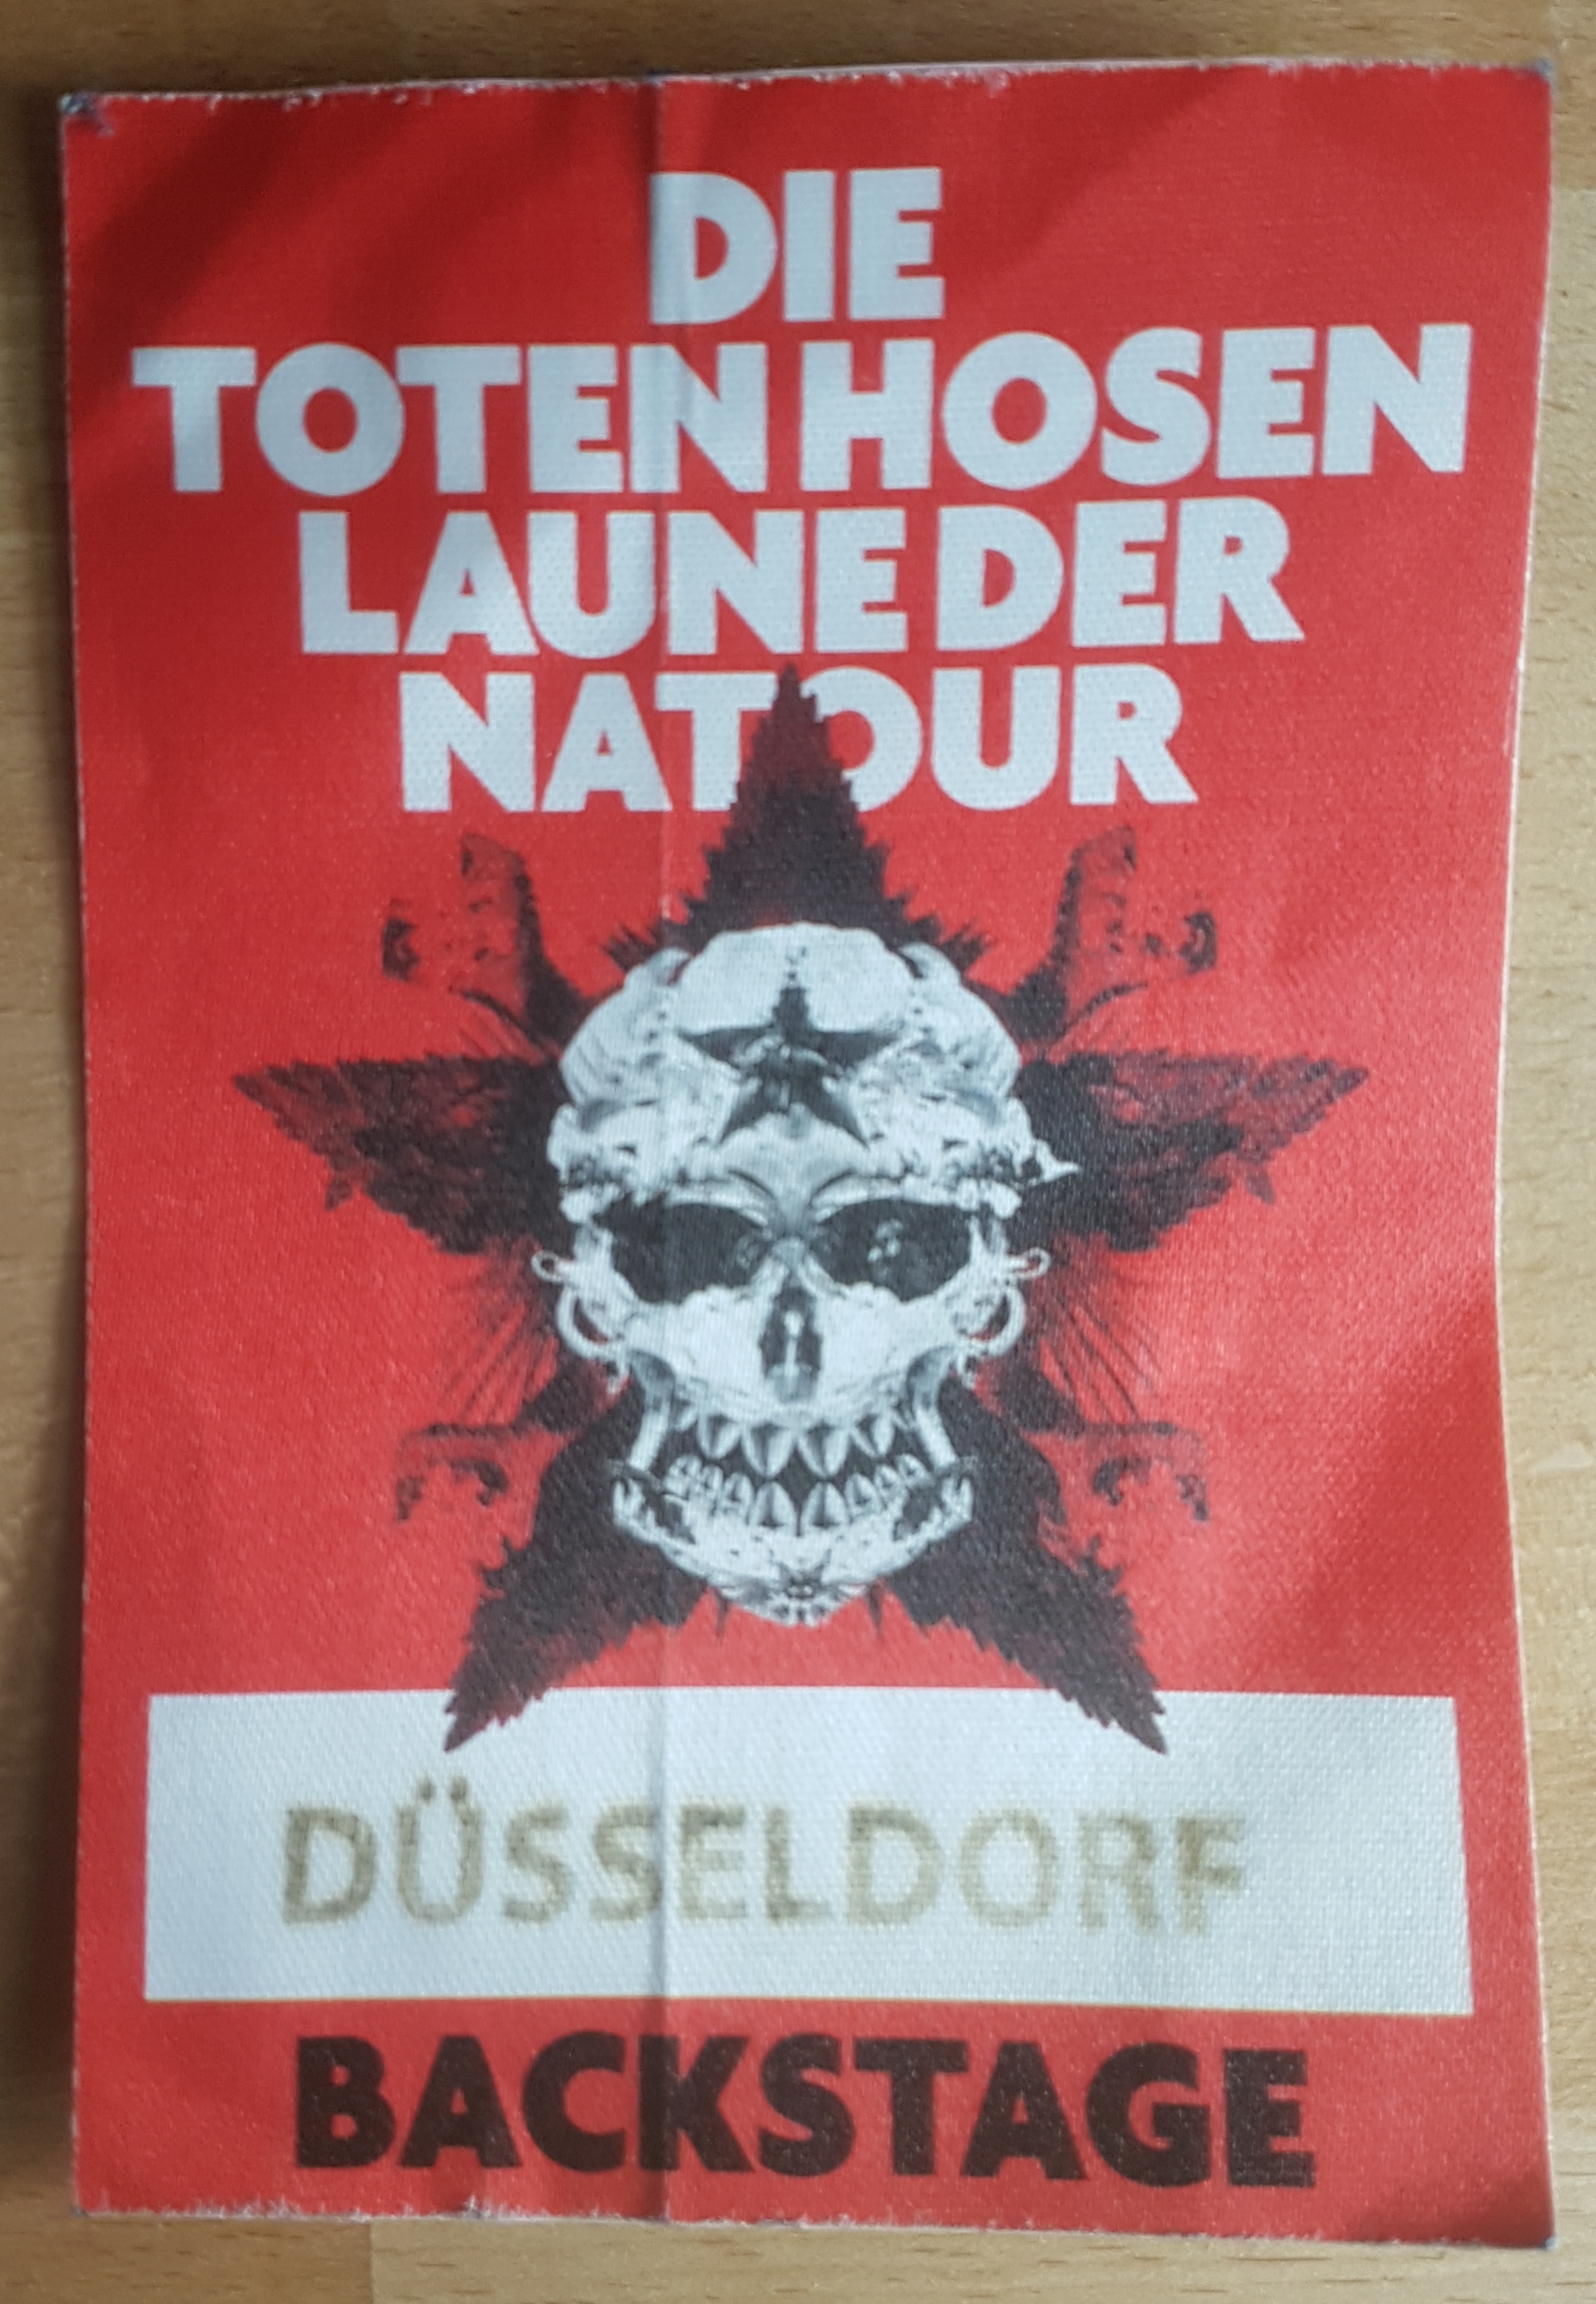 DIE
TOTEN HOSEN
LAUNE DER
NATOUR
DÜSSELDORF
BACKSTAGE